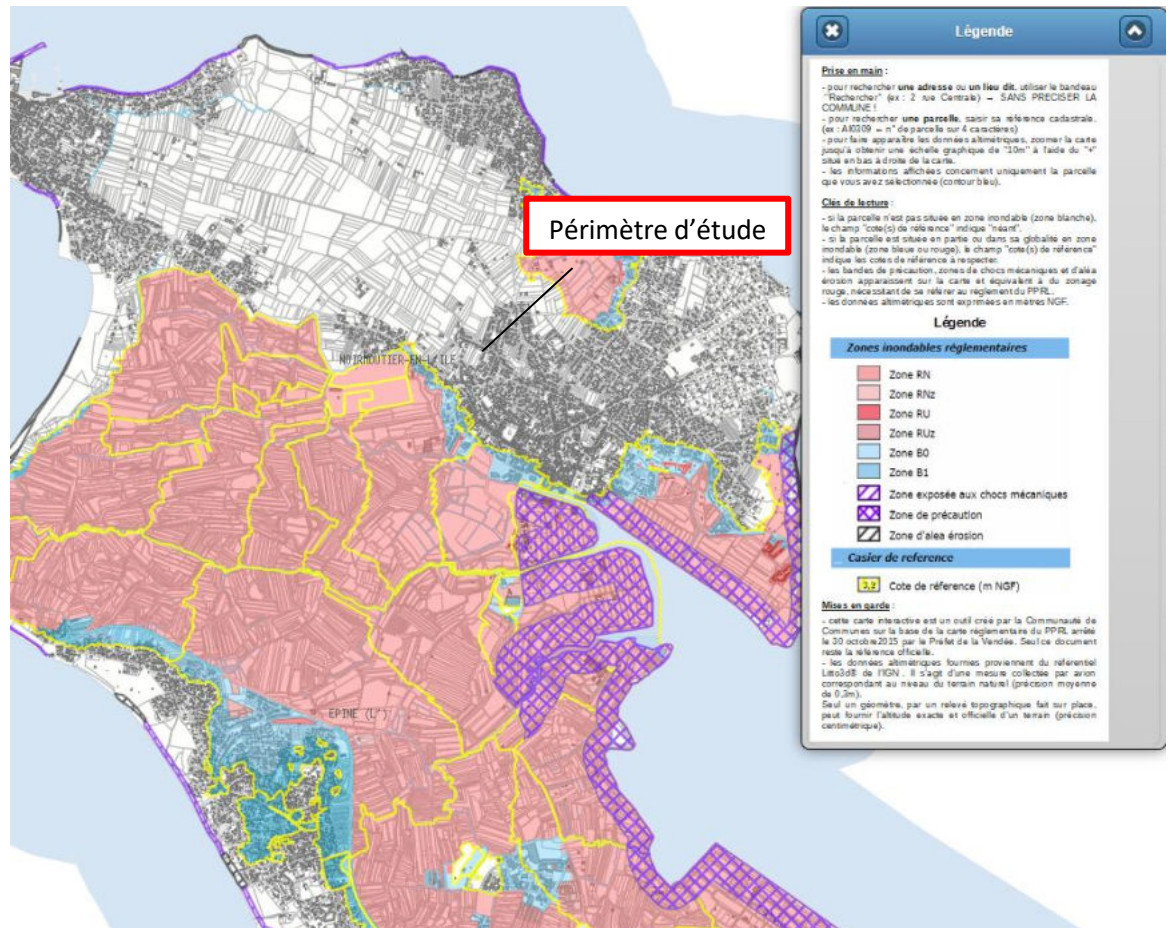 Périmètre d'étude
NOIRMOUTIER-EN-L'ILE
EPINE (L')
Légende
Prise en main :
- pour rechercher une adresse ou un lieu dit, utiliser le bandeau
"Rechercher" (ex : 2 rue Centrale) → SANS PRECISER LA
COMMUNE !
- pour rechercher une parcelle, saisir sa référence cadastrale.
(ex : AI0309 ← n° de parcelle sur 4 caractères)
- pour faire apparaître les données altimétriques, zoomer la carte
jusqu'à obtenir une échelle graphique de "10m" à l'aide du "+"
situé en bas à droite de la carte.
- les informations affichées concernent uniquement la parcelle
que vous avez sélectionnée (contour bleu).
Clés de lecture :
- si la parcelle n'est pas située en zone inondable (zone blanche),
le champ "cote(s) de référence" indique "néant".
- si la parcelle est située en partie ou dans sa globalité en zone
inondable (zone bleue ou rouge), le champ "cote(s) de référence"
indique les cotes de référence à respecter.
- les bandes de précaution, zones de chocs mécaniques et d'aléa
érosion apparaissent sur la carte et équivalent à du zonage
rouge, nécessitant de se référer au règlement du PPRL.
- les données altimétriques sont exprimées en mètres NGF.
Légende
Zones inondables réglementaires
Zone RN
Zone RNz
Zone RU
Zone RUz
Zone B0
Zone B1
Zone exposée aux chocs mécaniques
Zone de précaution
Zone d'alea érosion
Casier de reference
3,2 Cote de réference (m NGF)
Mises en garde :
- cette carte interactive est un outil créé par la Communauté de
Communes sur la base de la carte réglementaire du PPRL arrêté
le 30 octobre2015 par le Préfet de la Vendée. Seul ce document
reste la référence officielle.
- les données altimétriques fournies proviennent du référentiel
Litto3d® de l'IGN . Il s'agit d'une mesure collectée par avion
correspondant au niveau du terrain naturel (précision moyenne
de 0,3m).
Seul un géomètre, par un relevé topographique fait sur place,
peut fournir l'altitude exacte et officielle d'un terrain (précision
centimétrique).